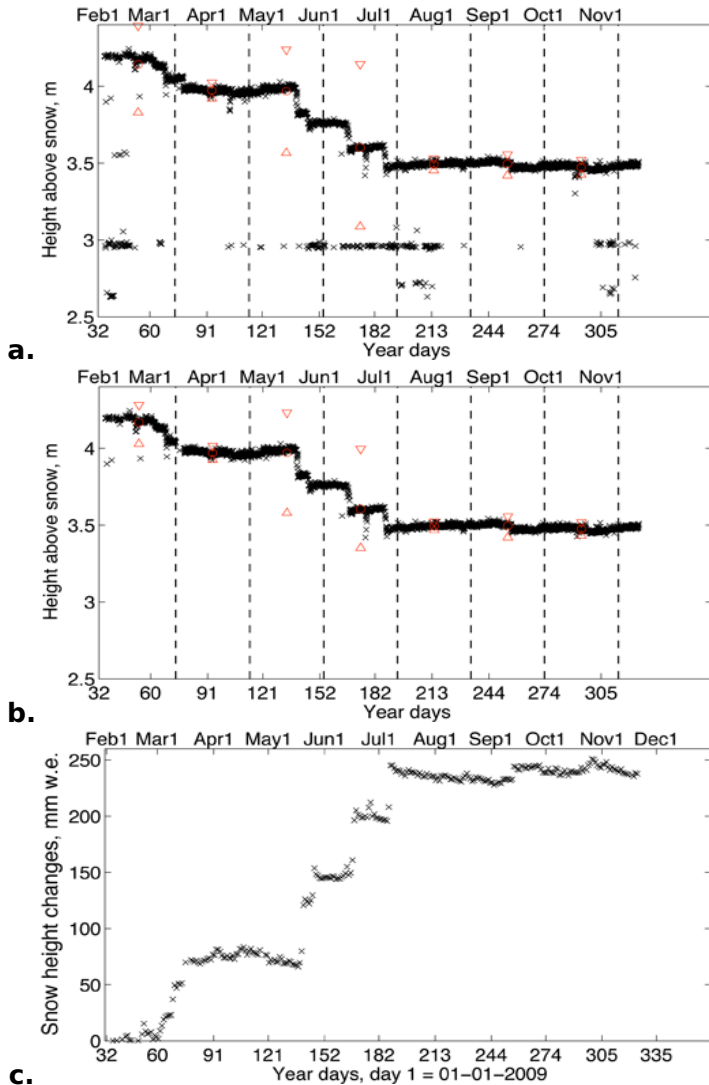 Feb1 Mar1 Apr1 May1 Jun1 Jul1 Aug1 Sep1 Oct1 Nov1
4
3.5
3
2.5
Height above snow, m
32 60 91 121 152 182 213 244 274 305
Year days
a.
Feb1 Mar1 Apr1 May1 Jun1 Jul1 Aug1 Sep1 Oct1 Nov1
4
3.5
3
2.5
Height above snow, m
32 60 91 121 152 182 213 244 274 305
Year days
b.
Feb1 Mar1 Apr1 May1 Jun1 Jul1 Aug1 Sep1 Oct1 Nov1 Dec1
250
200
150
100
50
0
Snow height changes, mm w.e.
32 60 91 121 152 182 213 244 274 305 335
Year days, day 1 = 01-01-2009
c.